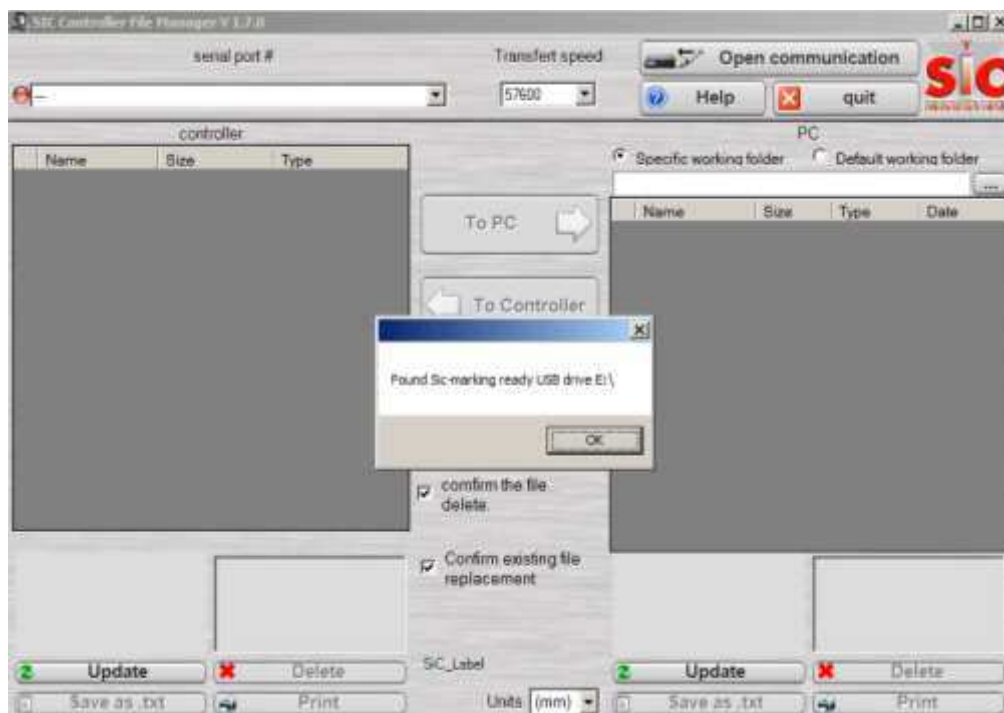 SIC Controller File Manager V 1.7.0
serial port #
Transfert speed
Open communication
---
57600
Help
quit
SIC
controller
PC
Name Size Type
Specific working folder Default working folder
...
Name Size Type Date
To PC
To Controller
Found Sic-marking ready USB drive E:\
OK
comfirm the file
delete.
Confirm existing file
replacement
SiC_Label
Update Delete
Update Delete
Save as .txt Print
Units (mm)
Save as .txt Print